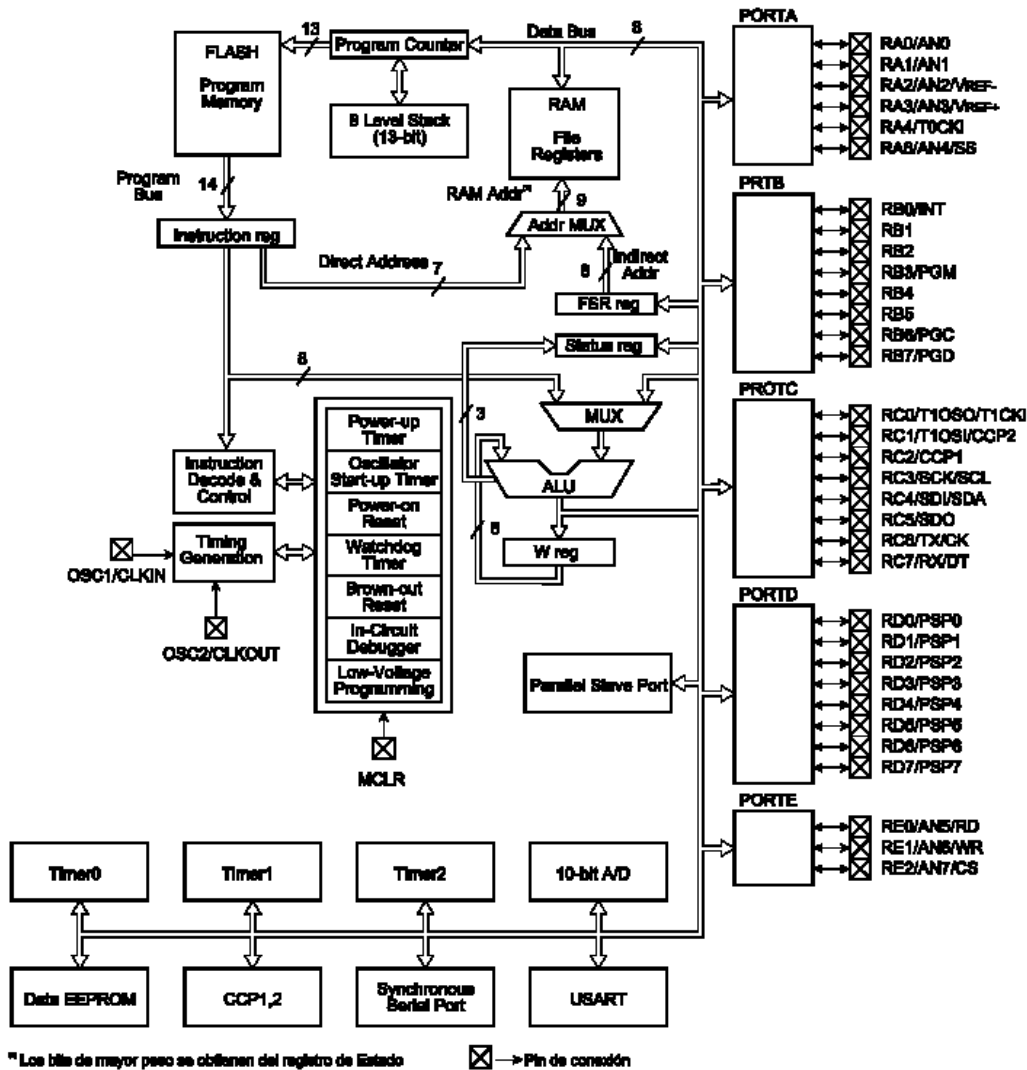 FLASH
Program
Memory
13
Program Counter
8 Level Stack
(13-bit)
Data Bus
8
RAM
File
Registers
Program
Bus
14
RAM Addr(*)
9
Addr MUX
Instruction reg
Direct Address
7
8
Indirect
Addr
FSR reg
Status reg
8
3
MUX
Power-up
Timer
Oscillator
Start-up Timer
Power-on
Reset
Watchdog
Timer
Brown-out
Reset
In-Circuit
Debugger
Low-Voltage
Programming
Instruction
Decode &
Control
Timing
Generation
ALU
8
W reg
OSC1/CLKIN
OSC2/CLKOUT
MCLR
Parallel Slave Port
PORTA
RA0/AN0
RA1/AN1
RA2/AN2/VREF-
RA3/AN3/VREF+
RA4/T0CKI
RA5/AN4/SS
PRTB
RB0/INT
RB1
RB2
RB3/PGM
RB4
RB5
RB6/PGC
RB7/PGD
PROTC
RC0/T1OSO/T1CKI
RC1/T1OSI/CCP2
RC2/CCP1
RC3/SCK/SCL
RC4/SDI/SDA
RC5/SDO
RC6/TX/CK
RC7/RX/DT
PORTD
RD0/PSP0
RD1/PSP1
RD2/PSP2
RD3/PSP3
RD4/PSP4
RD5/PSP5
RD6/PSP6
RD7/PSP7
PORTE
RE0/AN5/RD
RE1/AN6/WR
RE2/AN7/CS
Timer0
Timer1
Timer2
10-bit A/D
Data EEPROM
CCP1,2
Synchronous
Serial Port
USART
(*) Los bits de mayor peso se obtienen del registro de Estado
Pin de conexión